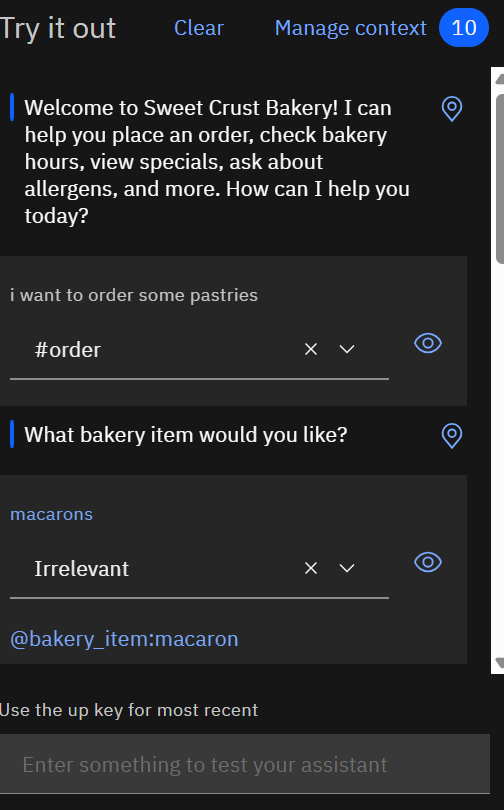 Try it out
Clear
Manage context
10
Welcome to Sweet Crust Bakery! I can
help you place an order, check bakery
hours, view specials, ask about
allergens, and more. How can I help you
today?
i want to order some pastries
#order
What bakery item would you like?
macarons
Irrelevant
@bakery_item:macaron
Use the up key for most recent
Enter something to test your assistant